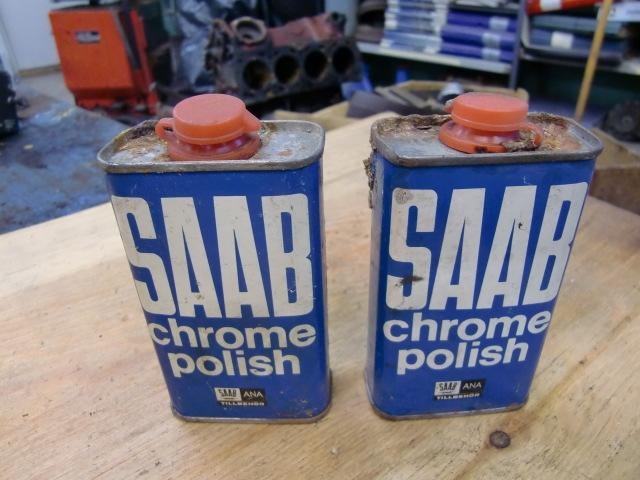 SAAB
chrome
polish
SAAB ANA
TILLBEHÖR
SAAB
chrome
polish
SAAB ANA
TILLBEHÖR